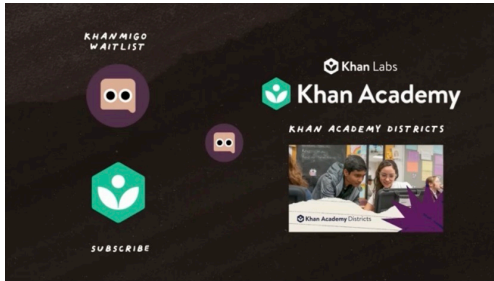 KHANMIGO
WAITLIST
SUBSCRIBE
Khan Labs
Khan Academy
KHAN ACADEMY DISTRICTS
Khan Academy Districts